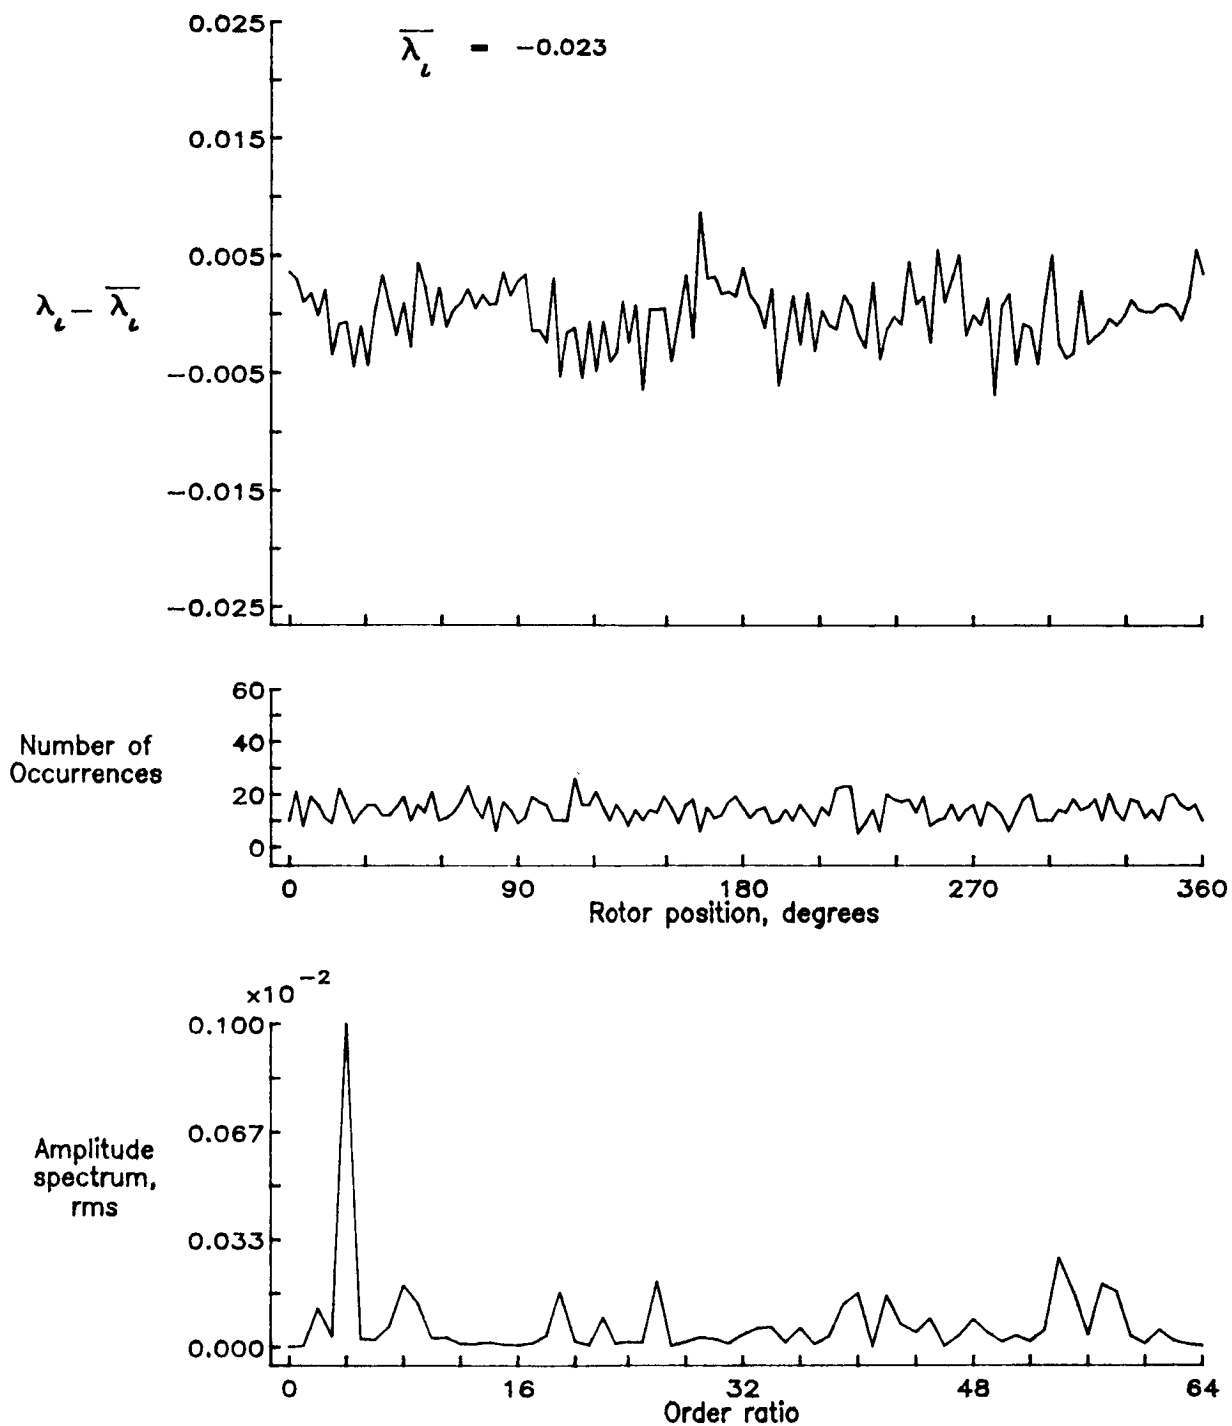 0.025
λ̅ι = −0.023
0.015
0.005
λι − λ̅ι
−0.005
−0.015
−0.025
60
Number of
Occurrences
40
20
0
0 90 180 270 360
Rotor position, degrees
×10⁻²
0.100
0.067
Amplitude
spectrum,
rms
0.033
0.000
0 16 32 48 64
Order ratio